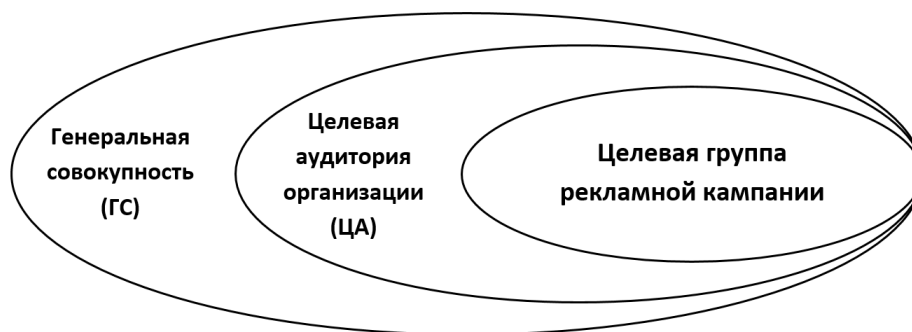 Генеральная
совокупность
(ГС)
Целевая
аудитория
организации
(ЦА)
Целевая группа
рекламной кампании